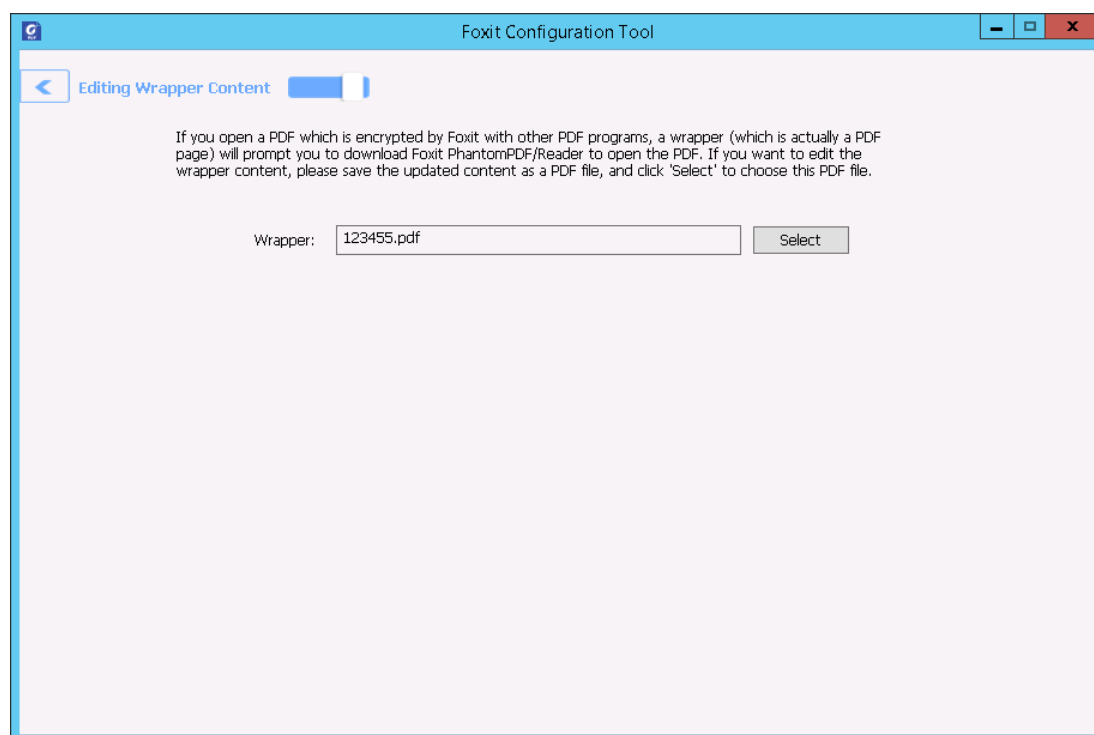 Foxit Configuration Tool
Editing Wrapper Content
If you open a PDF which is encrypted by Foxit with other PDF programs, a wrapper (which is actually a PDF
page) will prompt you to download Foxit PhantomPDF/Reader to open the PDF. If you want to edit the
wrapper content, please save the updated content as a PDF file, and click 'Select' to choose this PDF file.
Wrapper: 123455.pdf Select